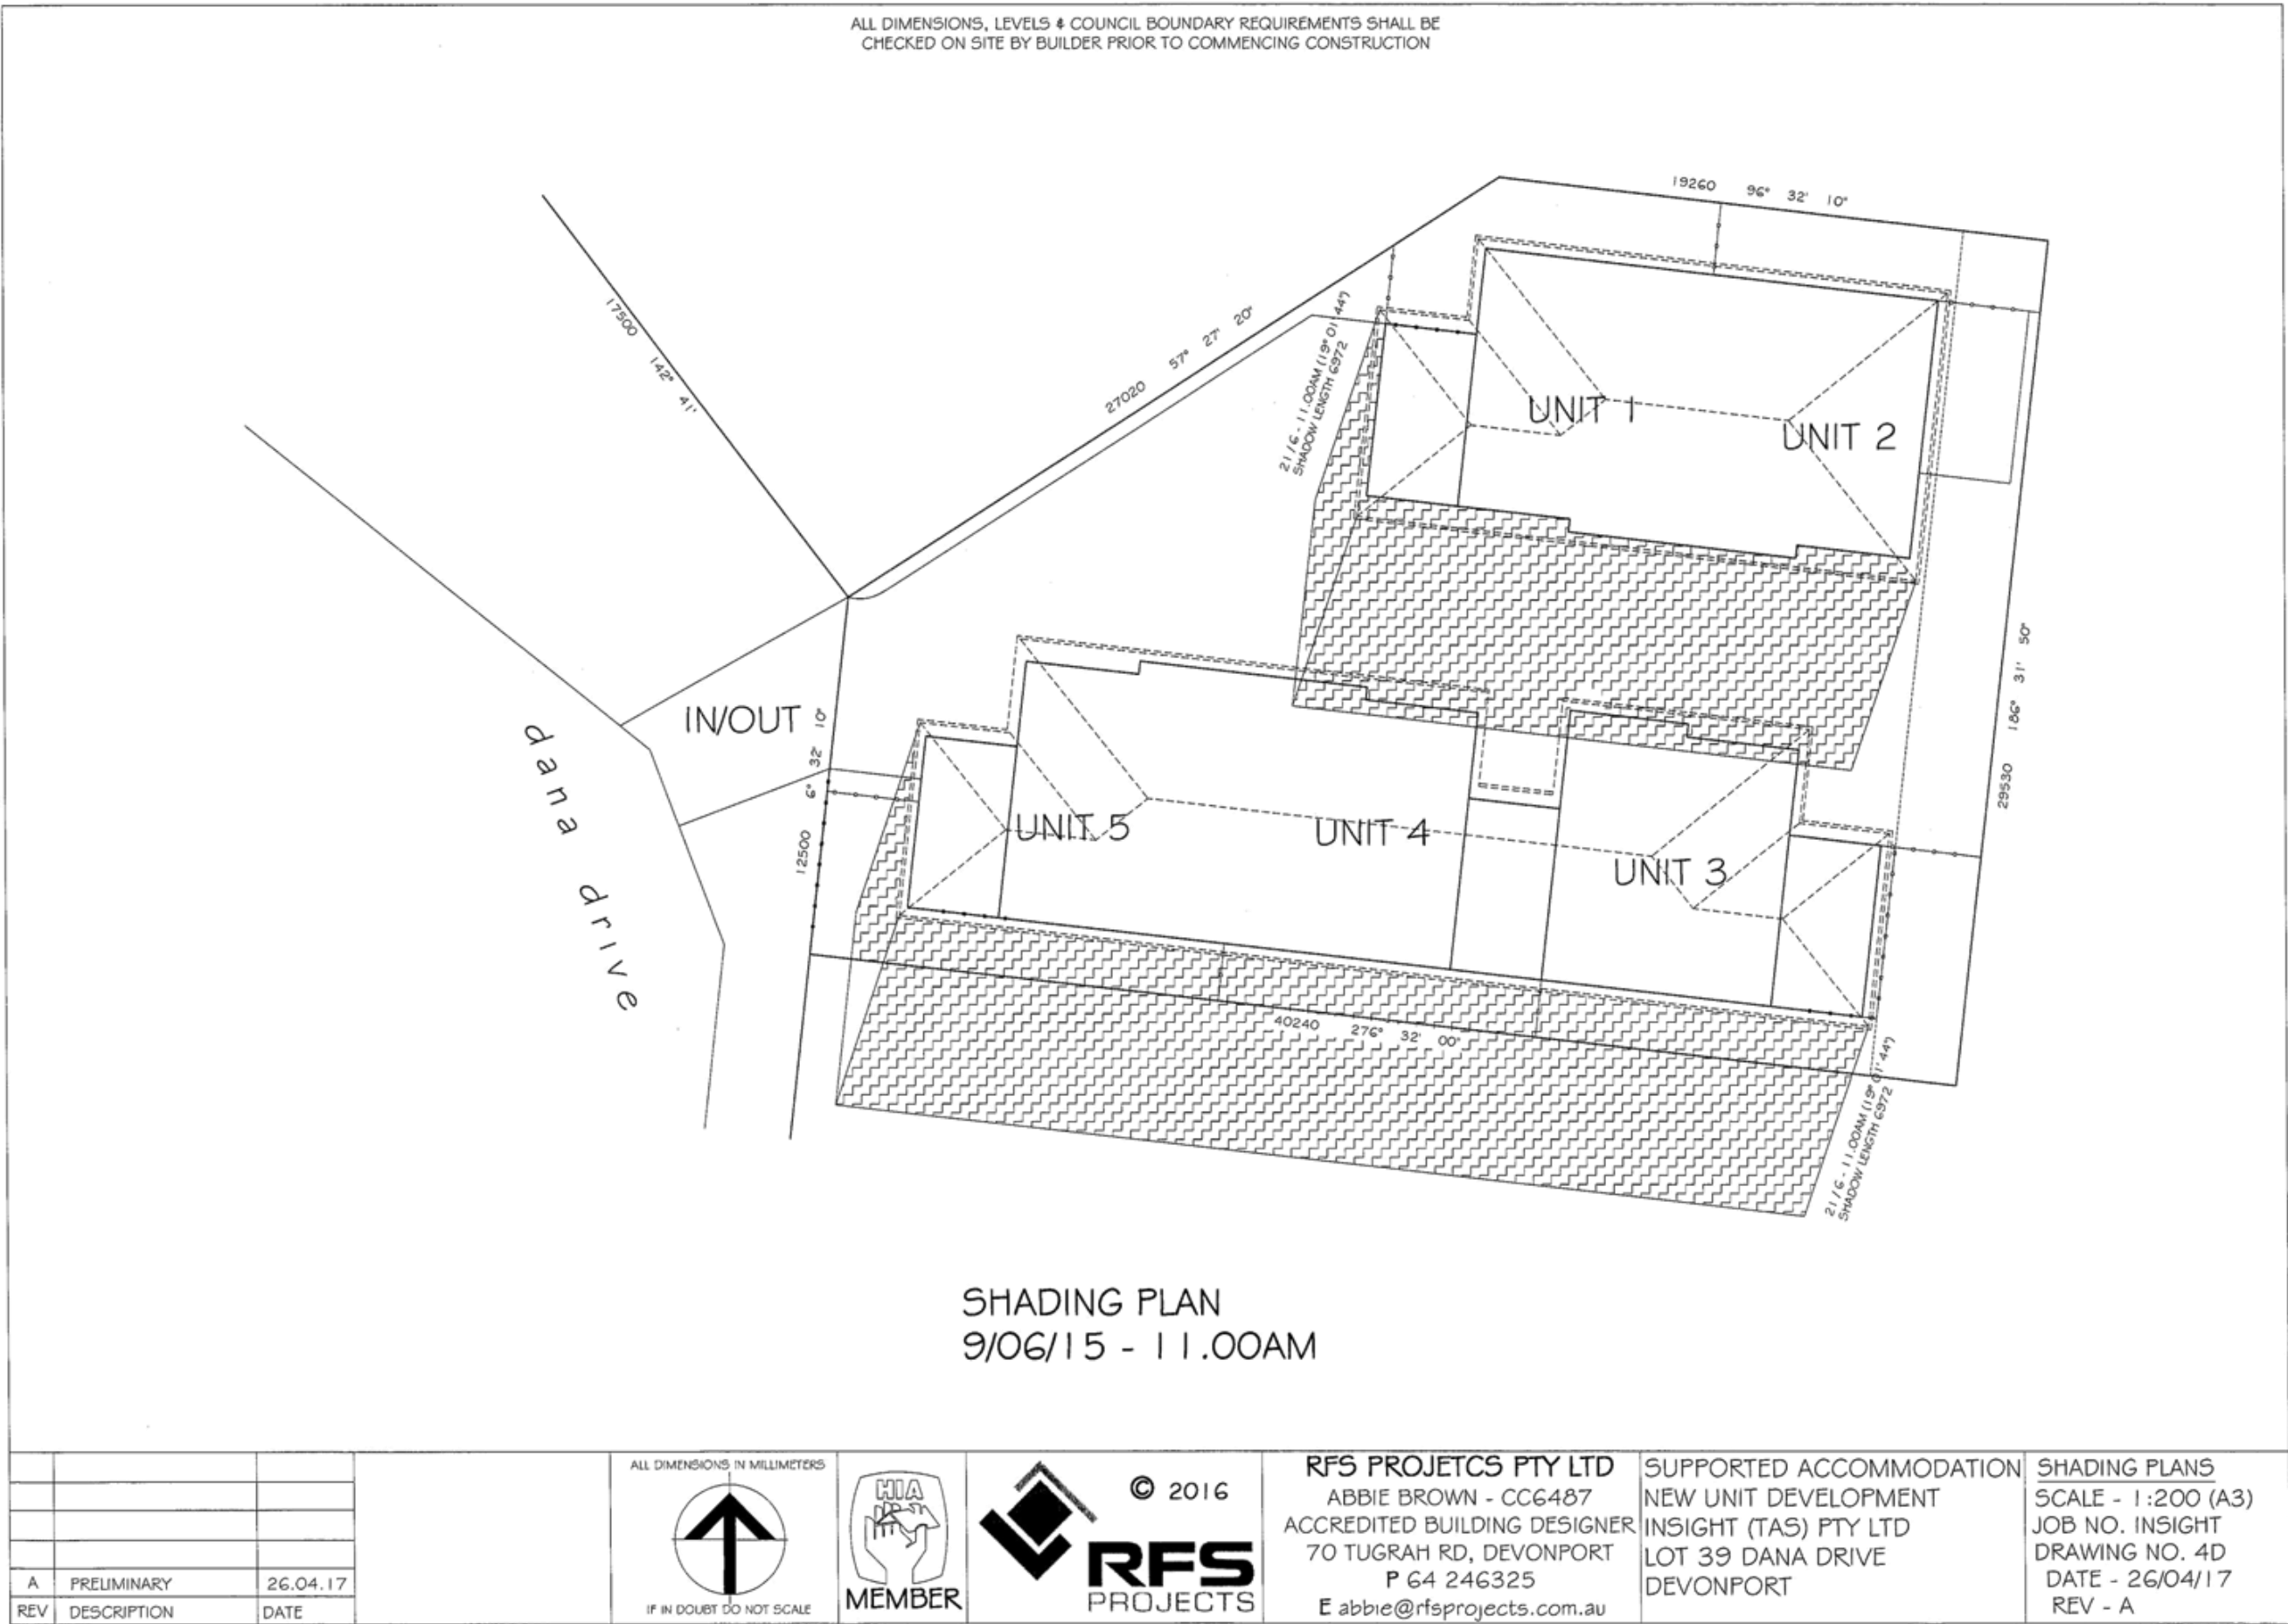 ALL DIMENSIONS, LEVELS & COUNCIL BOUNDARY REQUIREMENTS SHALL BE
CHECKED ON SITE BY BUILDER PRIOR TO COMMENCING CONSTRUCTION
19260 96° 32' 10"
17500 142° 41'
27020 57° 27' 20"
21/6 - 11.00AM (19° 01' 44")
SHADOW LENGTH 6972
UNIT 1
UNIT 2
29530 186° 31' 50"
IN/OUT
12500 6° 32' 10"
dana drive
UNIT 5
UNIT 4
UNIT 3
40240 276° 32' 00"
21/6 - 11.00AM (19° 01' 44")
SHADOW LENGTH 6972
SHADING PLAN
9/06/15 - 11.00AM
A PRELIMINARY 26.04.17
REV DESCRIPTION DATE
ALL DIMENSIONS IN MILLIMETERS
IF IN DOUBT DO NOT SCALE
HIA
MEMBER
© 2016
RFS
PROJECTS
RFS PROJETCS PTY LTD
ABBIE BROWN - CC6487
ACCREDITED BUILDING DESIGNER
70 TUGRAH RD, DEVONPORT
P 64 246325
E abbie@rfsprojects.com.au
SUPPORTED ACCOMMODATION
NEW UNIT DEVELOPMENT
INSIGHT (TAS) PTY LTD
LOT 39 DANA DRIVE
DEVONPORT
SHADING PLANS
SCALE - 1:200 (A3)
JOB NO. INSIGHT
DRAWING NO. 4D
DATE - 26/04/17
REV - A